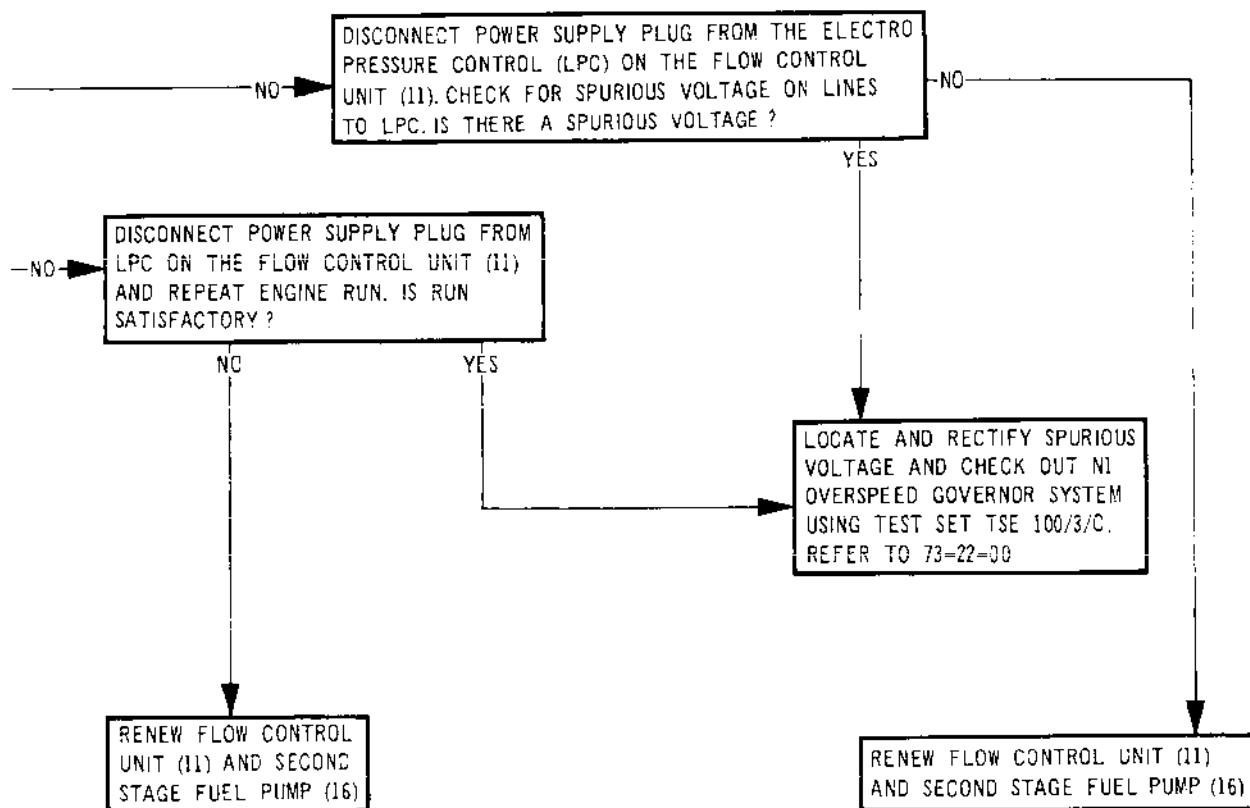 DISCONNECT POWER SUPPLY PLUG FROM THE ELECTRO
PRESSURE CONTROL (LPC) ON THE FLOW CONTROL
UNIT (11). CHECK FOR SPURIOUS VOLTAGE ON LINES
TO LPC. IS THERE A SPURIOUS VOLTAGE?
NO
NO
YES
DISCONNECT POWER SUPPLY PLUG FROM
LPC ON THE FLOW CONTROL UNIT (11)
AND REPEAT ENGINE RUN. IS RUN
SATISFACTORY?
NO
NO
YES
LOCATE AND RECTIFY SPURIOUS
VOLTAGE AND CHECK OUT N1
OVERSPEED GOVERNOR SYSTEM
USING TEST SET TSE 100/3/C.
REFER TO 73=22=00
RENEW FLOW CONTROL
UNIT (11) AND SECOND
STAGE FUEL PUMP (16)
RENEW FLOW CONTROL UNIT (11)
AND SECOND STAGE FUEL PUMP (16)